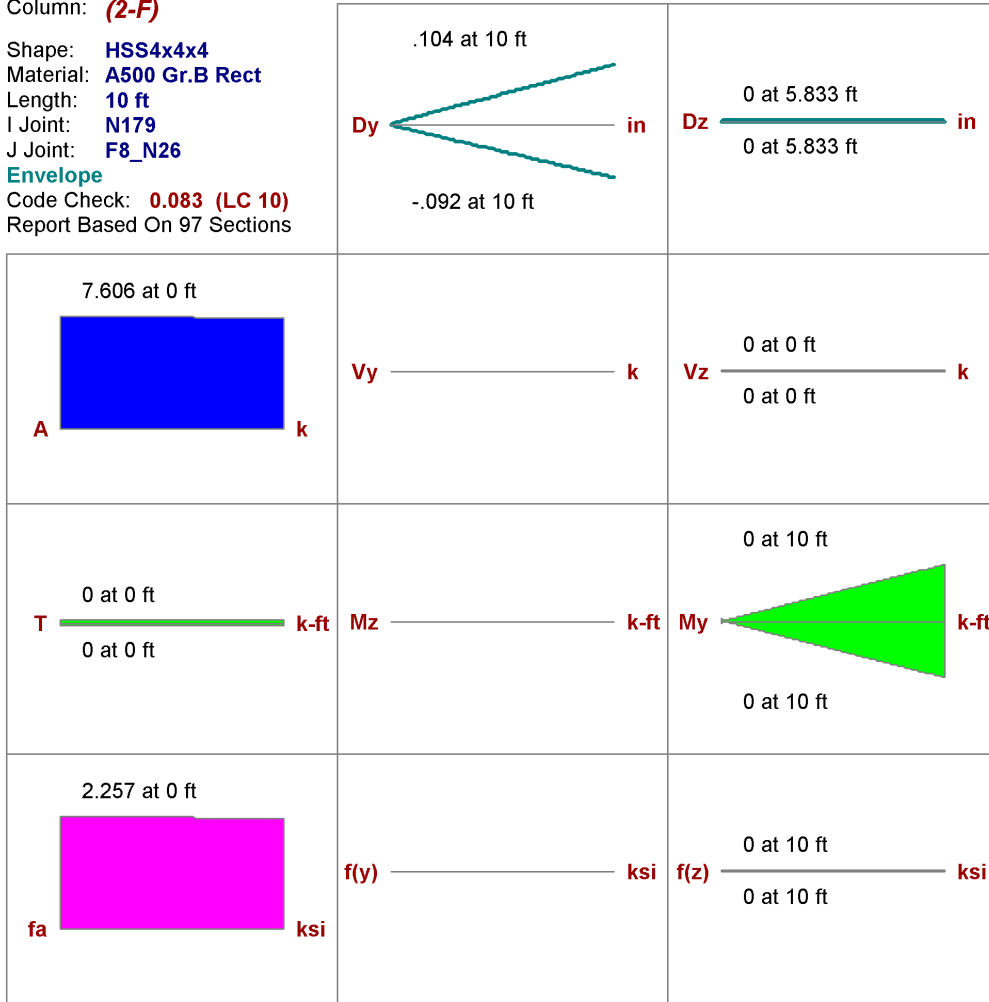 Column: (2-F)
Shape: HSS4x4x4
Material: A500 Gr.B Rect
Length: 10 ft
I Joint: N179
J Joint: F8_N26
Envelope
Code Check: 0.083 (LC 10)
Report Based On 97 Sections
.104 at 10 ft
Dy in
-.092 at 10 ft
0 at 5.833 ft
Dz in
0 at 5.833 ft
7.606 at 0 ft
A k
Vy k
0 at 0 ft
Vz k
0 at 0 ft
0 at 0 ft
T k-ft
0 at 0 ft
Mz k-ft
0 at 10 ft
My k-ft
0 at 10 ft
2.257 at 0 ft
fa ksi
f(y) ksi
0 at 10 ft
f(z) ksi
0 at 10 ft